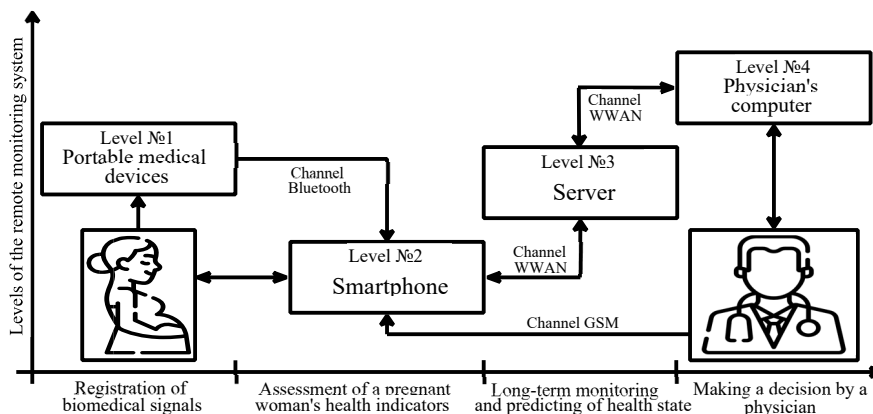 Levels of the remote monitoring system
Level №1
Portable medical
devices
Channel
Bluetooth
Level №2
Smartphone
Channel
WWAN
Level №3
Server
Channel
WWAN
Level №4
Physician's
computer
Channel GSM
Registration of
biomedical signals
Assessment of a pregnant
woman's health indicators
Long-term monitoring
and predicting of health state
Making a decision by a
physician